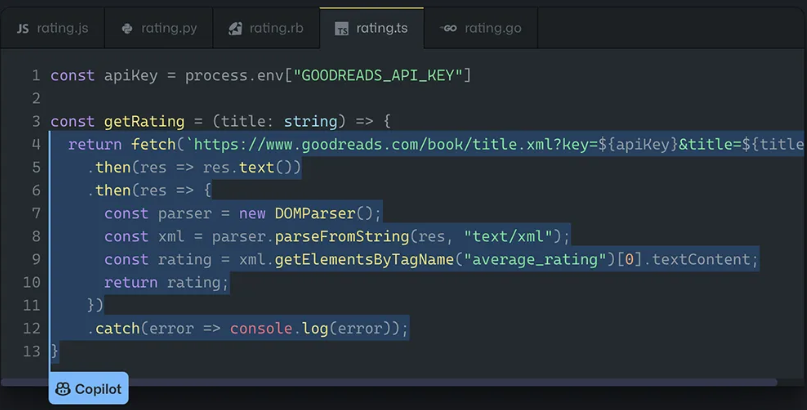 JS rating.js rating.py rating.rb TS rating.ts GO rating.go
1 const apiKey = process.env["GOODREADS_API_KEY"]
2
3 const getRating = (title: string) => {
4 return fetch(`https://www.goodreads.com/book/title.xml?key=${apiKey}&title=${title
5 .then(res => res.text())
6 .then(res => {
7 const parser = new DOMParser();
8 const xml = parser.parseFromString(res, "text/xml");
9 const rating = xml.getElementsByTagName("average_rating")[0].textContent;
10 return rating;
11 })
12 .catch(error => console.log(error));
13 }
Copilot